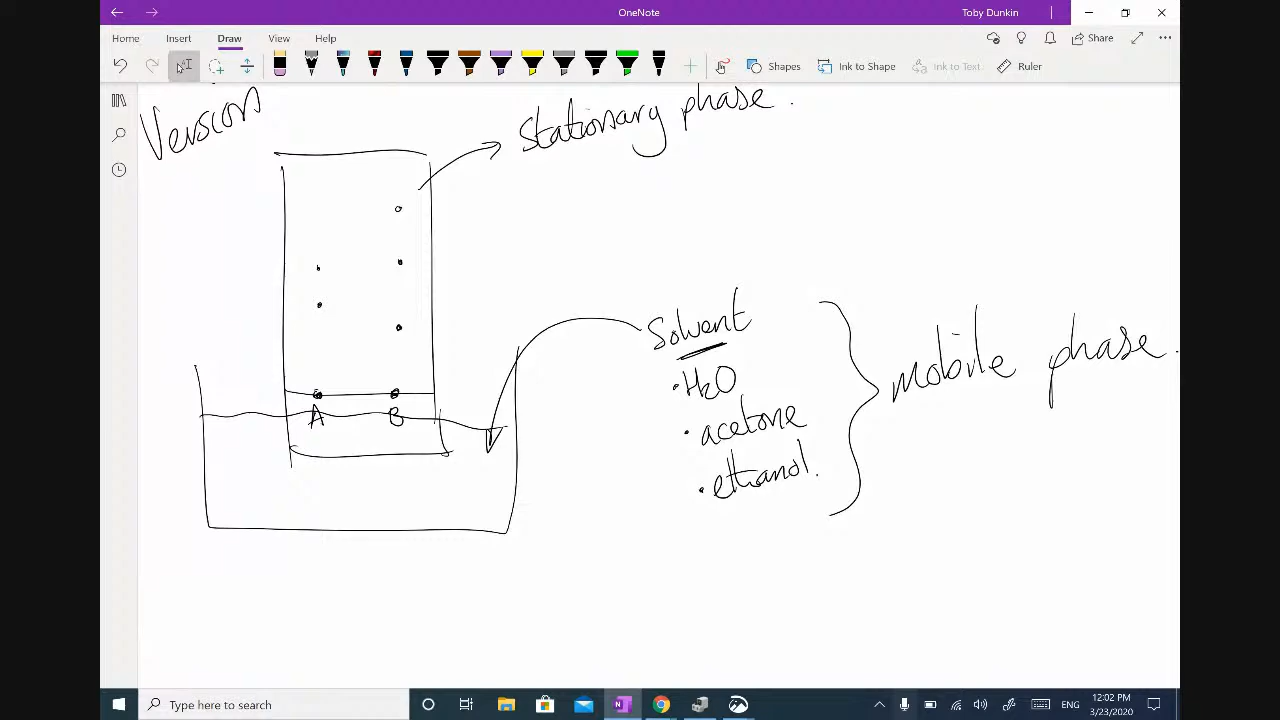 OneNote
Toby Dunkin
Home
Insert
Draw
View
Help
Share
Shapes
Ink to Shape
Ink to Text
Ruler
Version
Stationary phase.
Solvent
• H2O
• acetone
• ethanol.
mobile phase.
A B
Type here to search
ENG
12:02 PM
3/23/2020